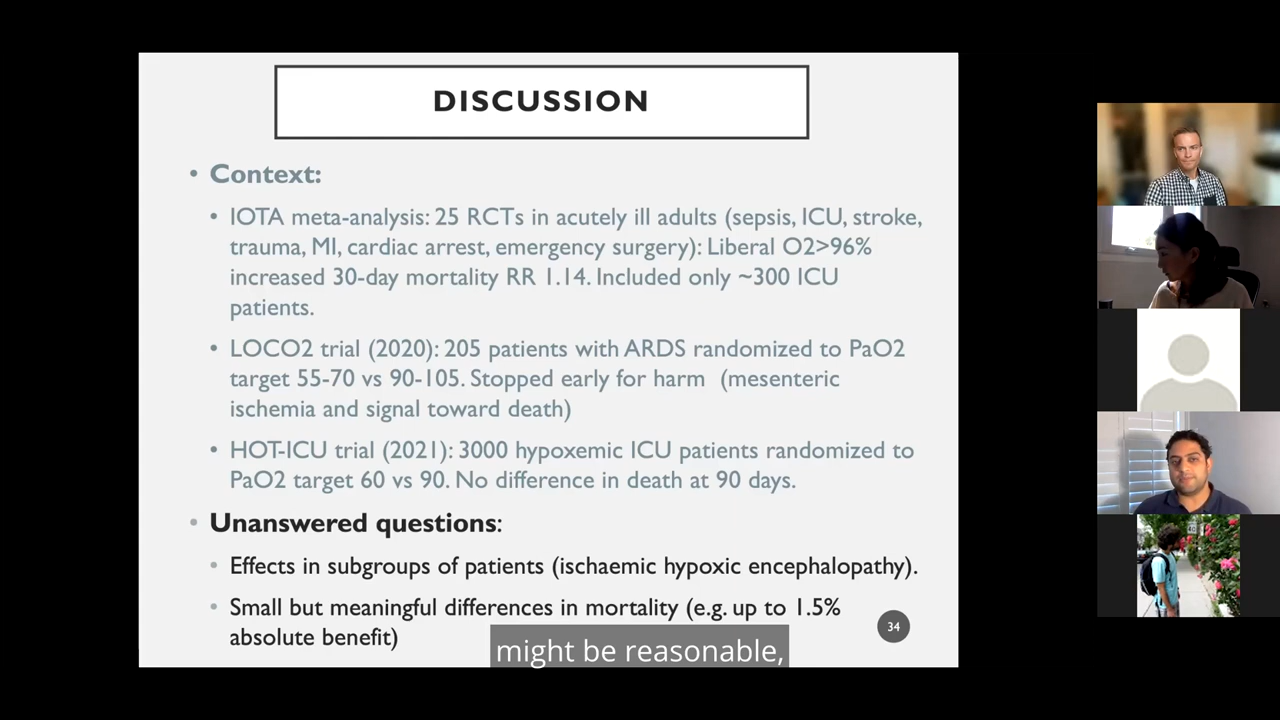 DISCUSSION
• Context:
• IOTA meta-analysis: 25 RCTs in acutely ill adults (sepsis, ICU, stroke,
trauma, MI, cardiac arrest, emergency surgery): Liberal O2>96%
increased 30-day mortality RR 1.14. Included only ~300 ICU
patients.
• LOCO2 trial (2020): 205 patients with ARDS randomized to PaO2
target 55-70 vs 90-105. Stopped early for harm (mesenteric
ischemia and signal toward death)
• HOT-ICU trial (2021): 3000 hypoxemic ICU patients randomized to
PaO2 target 60 vs 90. No difference in death at 90 days.
• Unanswered questions:
• Effects in subgroups of patients (ischaemic hypoxic encephalopathy).
• Small but meaningful differences in mortality (e.g. up to 1.5%
absolute benefit)
34
might be reasonable,